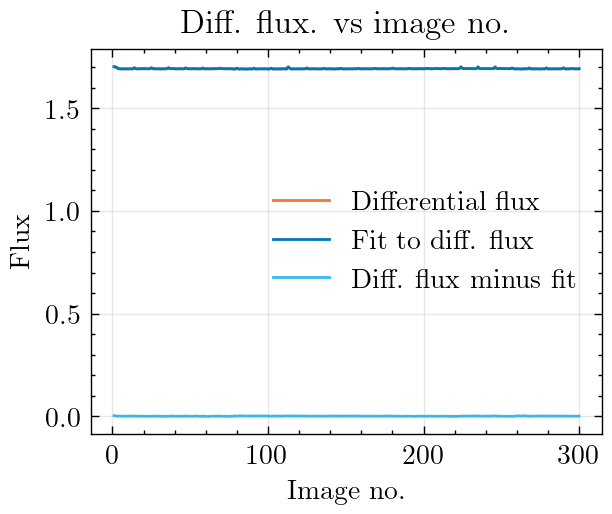 Diff. flux. vs image no.
1.5
1.0
0.5
0.0
Flux
Differential flux
Fit to diff. flux
Diff. flux minus fit
0 100 200 300
Image no.